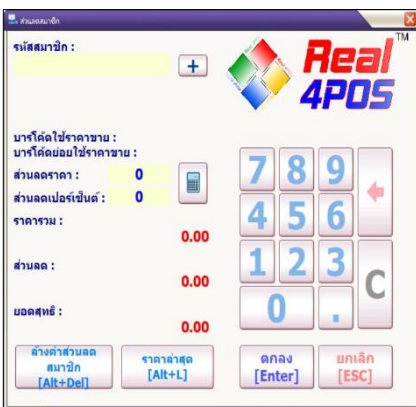 ส่วนลดสมาชิก
รหัสสมาชิก :
+
Real TM
4POS
บาร์โค้ดใช้ราคาขาย :
บาร์โค้ดย่อยใช้ราคาขาย :
ส่วนลดราคา : 0
ส่วนลดเปอร์เซ็นต์ : 0
ราคารวม :
0.00
ส่วนลด :
0.00
ยอดสุทธิ :
0.00
7 8 9
4 5 6
1 2 3 C
0 .
ล้างค่าส่วนลด
สมาชิก
[Alt+Del]
ราคาล่าสุด
[Alt+L]
ตกลง
[Enter]
ยกเลิก
[ESC]